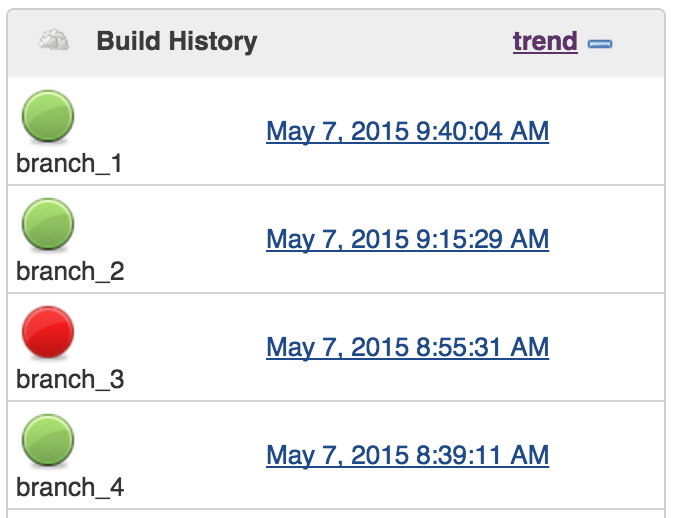 Build History trend
May 7, 2015 9:40:04 AM
branch_1
May 7, 2015 9:15:29 AM
branch_2
May 7, 2015 8:55:31 AM
branch_3
May 7, 2015 8:39:11 AM
branch_4